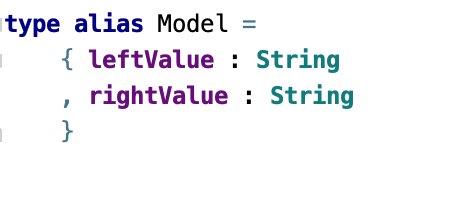 type alias Model =
    { leftValue : String
    , rightValue : String
    }